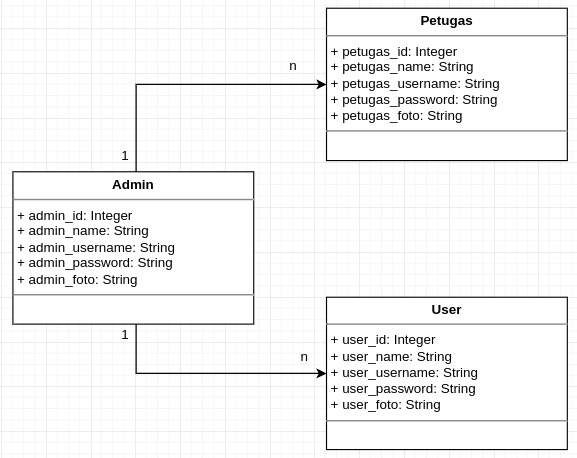 Petugas
+ petugas_id: Integer
+ petugas_name: String
+ petugas_username: String
+ petugas_password: String
+ petugas_foto: String
n
1
Admin
+ admin_id: Integer
+ admin_name: String
+ admin_username: String
+ admin_password: String
+ admin_foto: String
1
n
User
+ user_id: Integer
+ user_name: String
+ user_username: String
+ user_password: String
+ user_foto: String